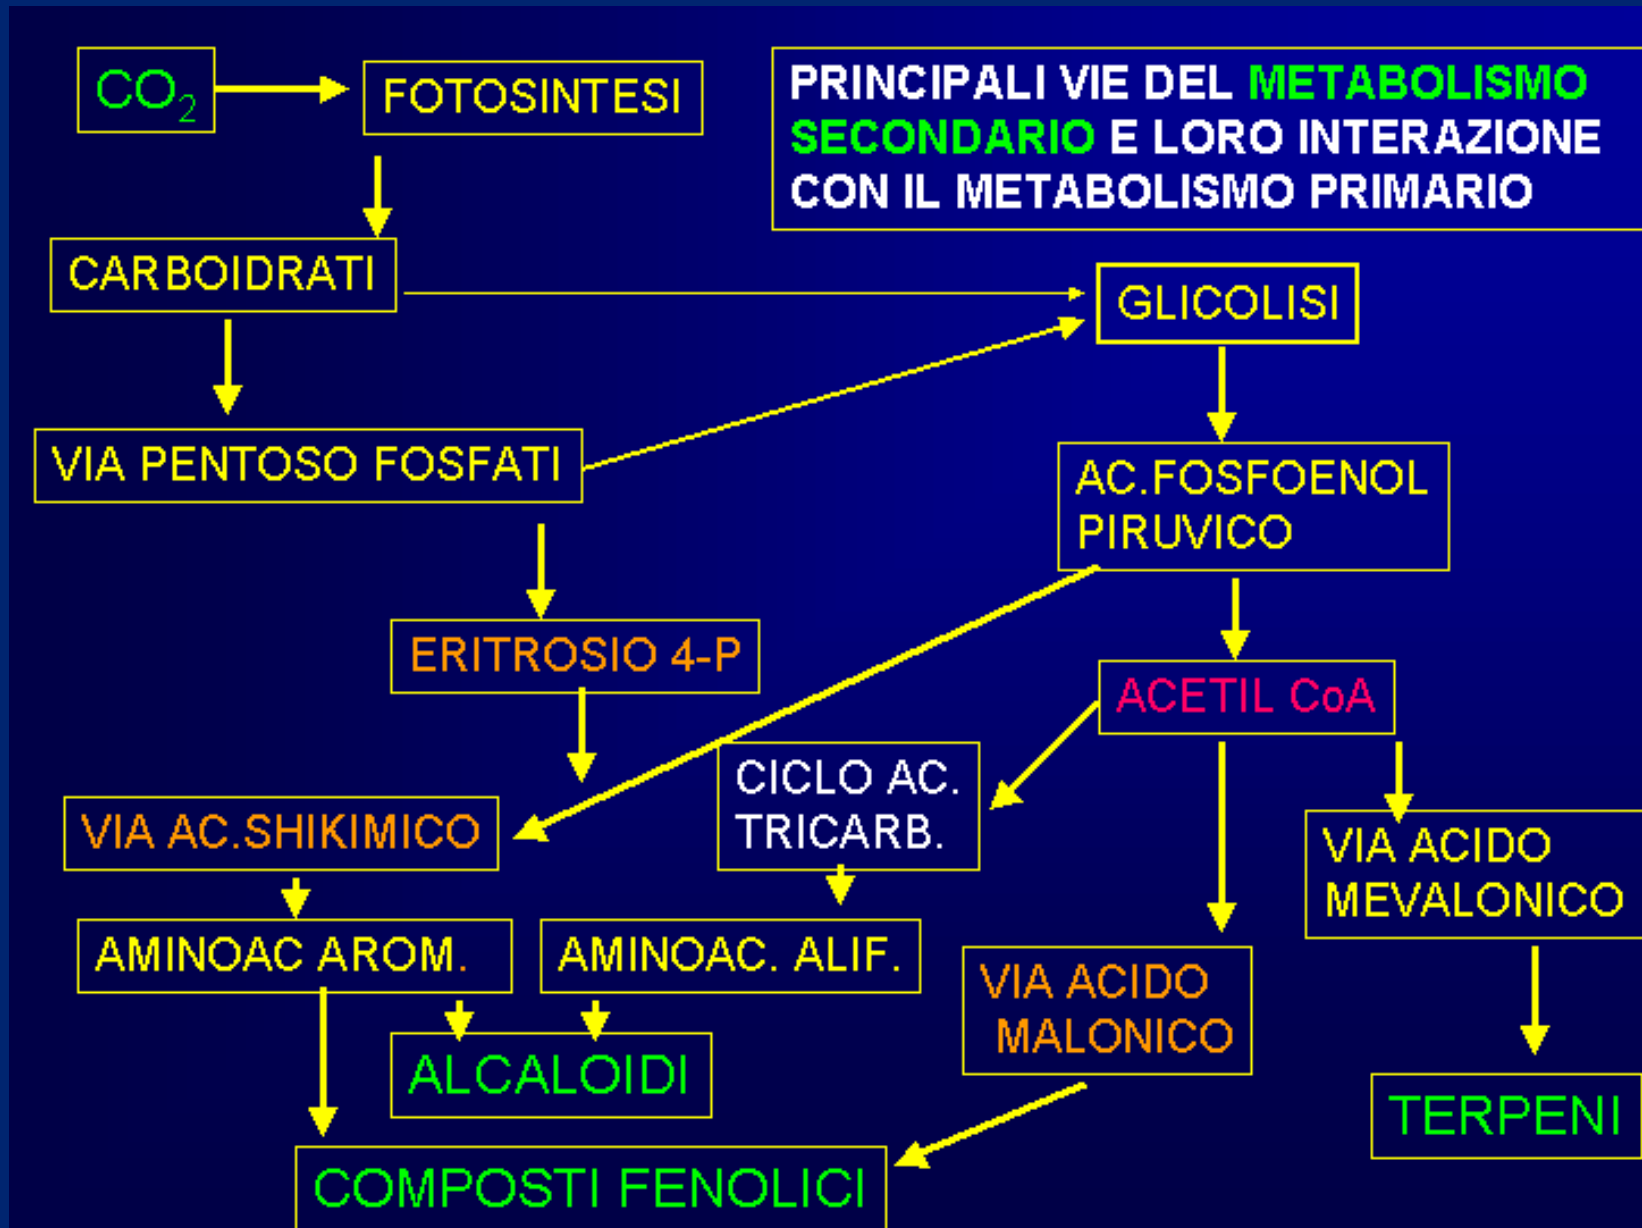 CO₂
FOTOSINTESI
PRINCIPALI VIE DEL METABOLISMO
SECONDARIO E LORO INTERAZIONE
CON IL METABOLISMO PRIMARIO
CARBOIDRATI
GLICOLISI
VIA PENTOSO FOSFATI
AC.FOSFOENOL
PIRUVICO
ERITROSIO 4-P
ACETIL CoA
CICLO AC.
TRICARB.
VIA AC.SHIKIMICO
VIA ACIDO
MEVALONICO
AMINOAC AROM.
AMINOAC. ALIF.
VIA ACIDO
MALONICO
ALCALOIDI
TERPENI
COMPOSTI FENOLICI